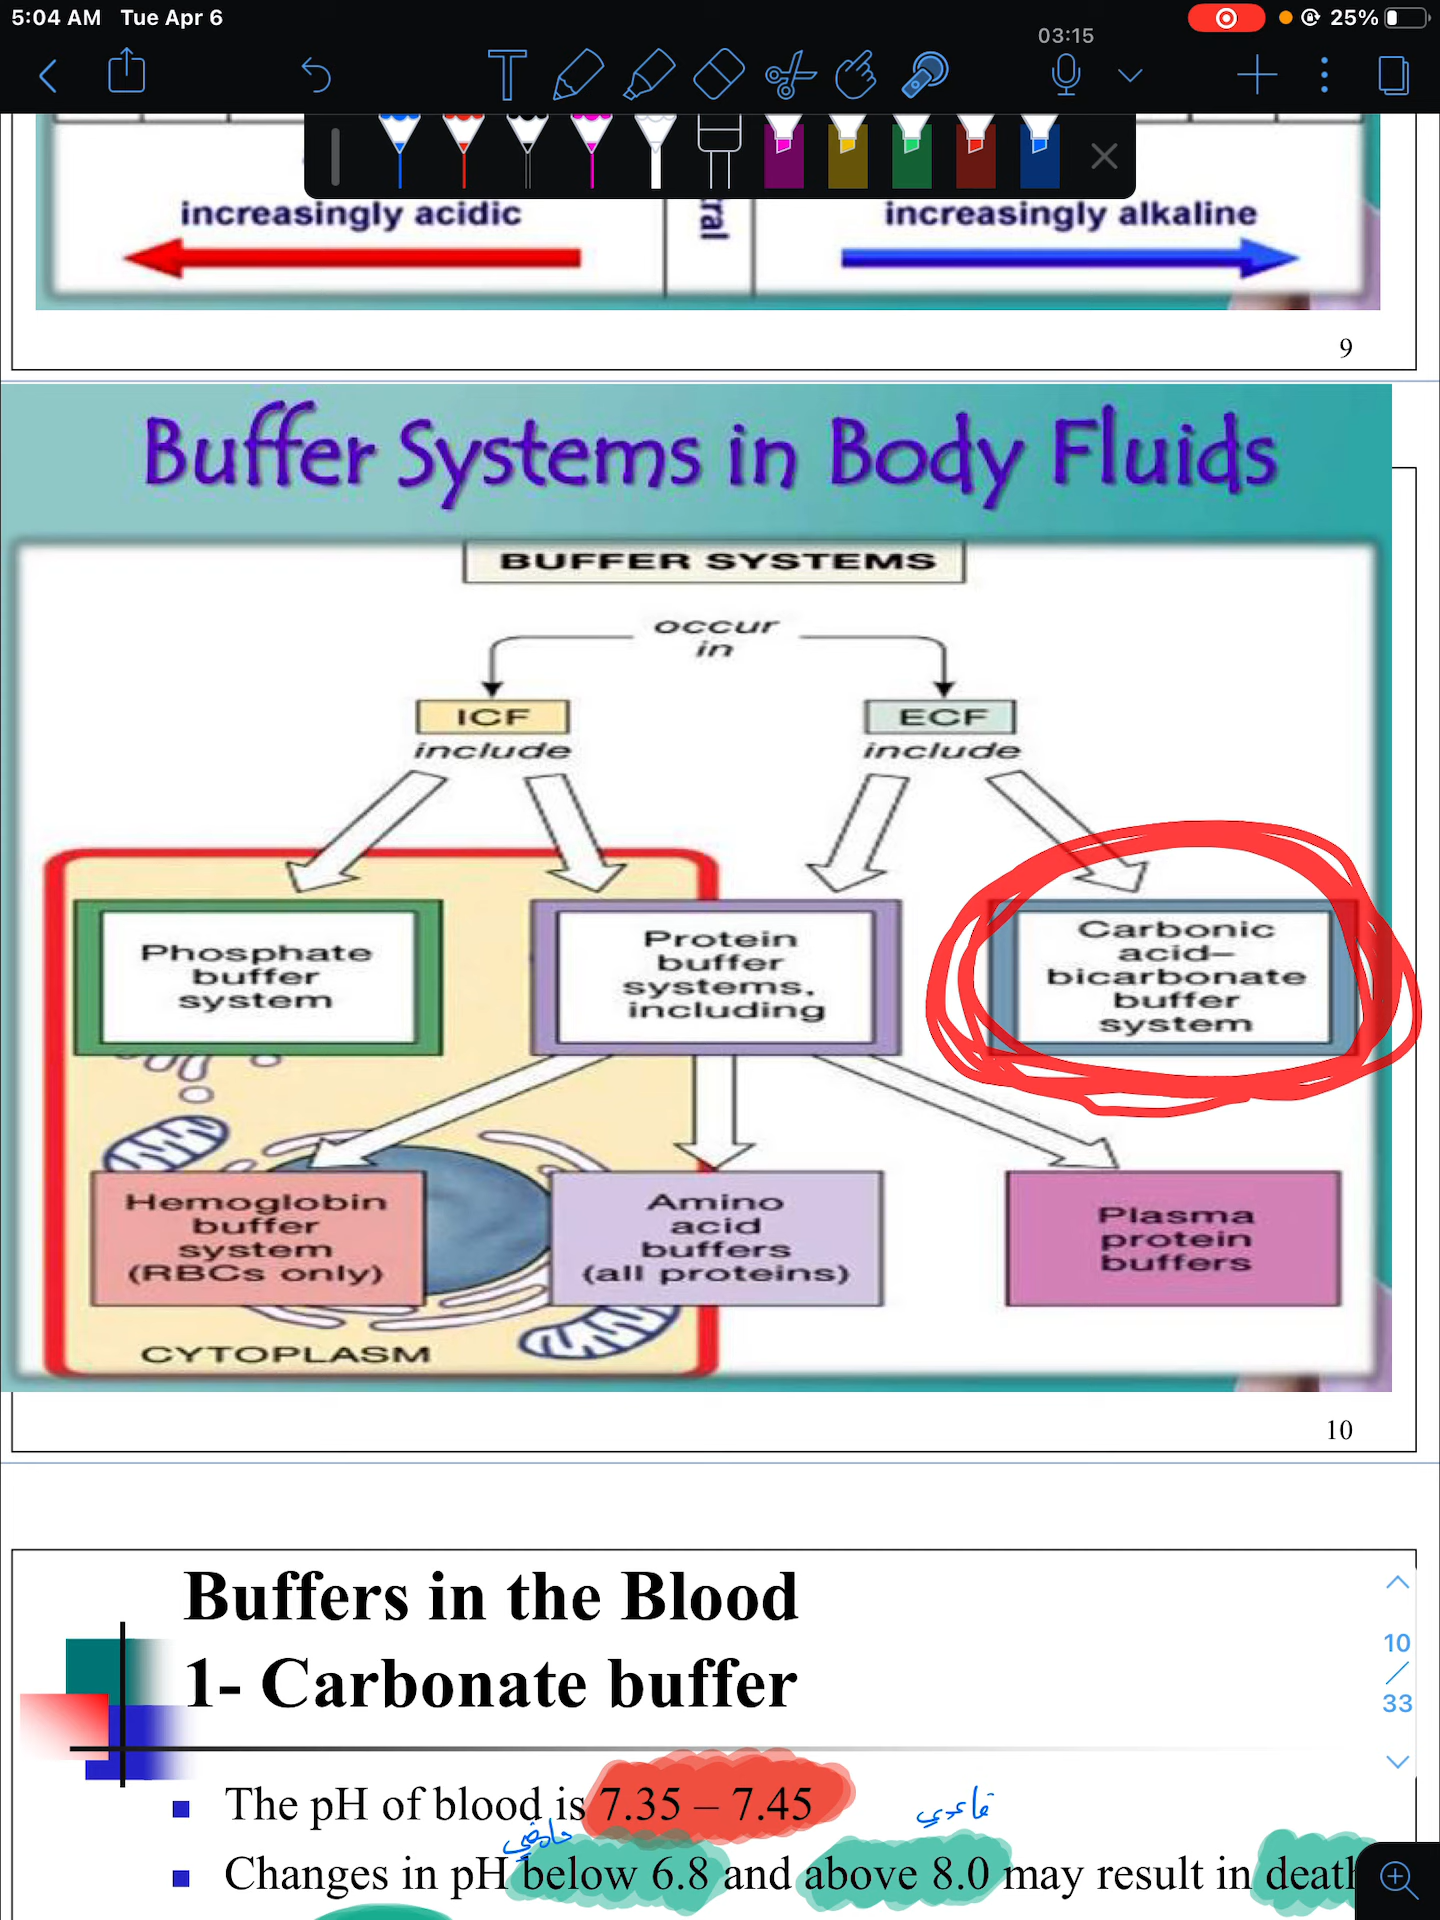 5:04 AM Tue Apr 6
25%
03:15
increasingly acidic
ral
increasingly alkaline
9
Buffer Systems in Body Fluids
BUFFER SYSTEMS
occur
in
ICF
ECF
include
include
Phosphate
buffer
system
Protein
buffer
systems,
including
Carbonic
acid–
bicarbonate
buffer
system
Hemoglobin
buffer
system
(RBCs only)
Amino
acid
buffers
(all proteins)
Plasma
protein
buffers
CYTOPLASM
10
Buffers in the Blood
1- Carbonate buffer
10
/
33
The pH of blood is 7.35 – 7.45
قاعدي
حامضي
Changes in pH below 6.8 and above 8.0 may result in death